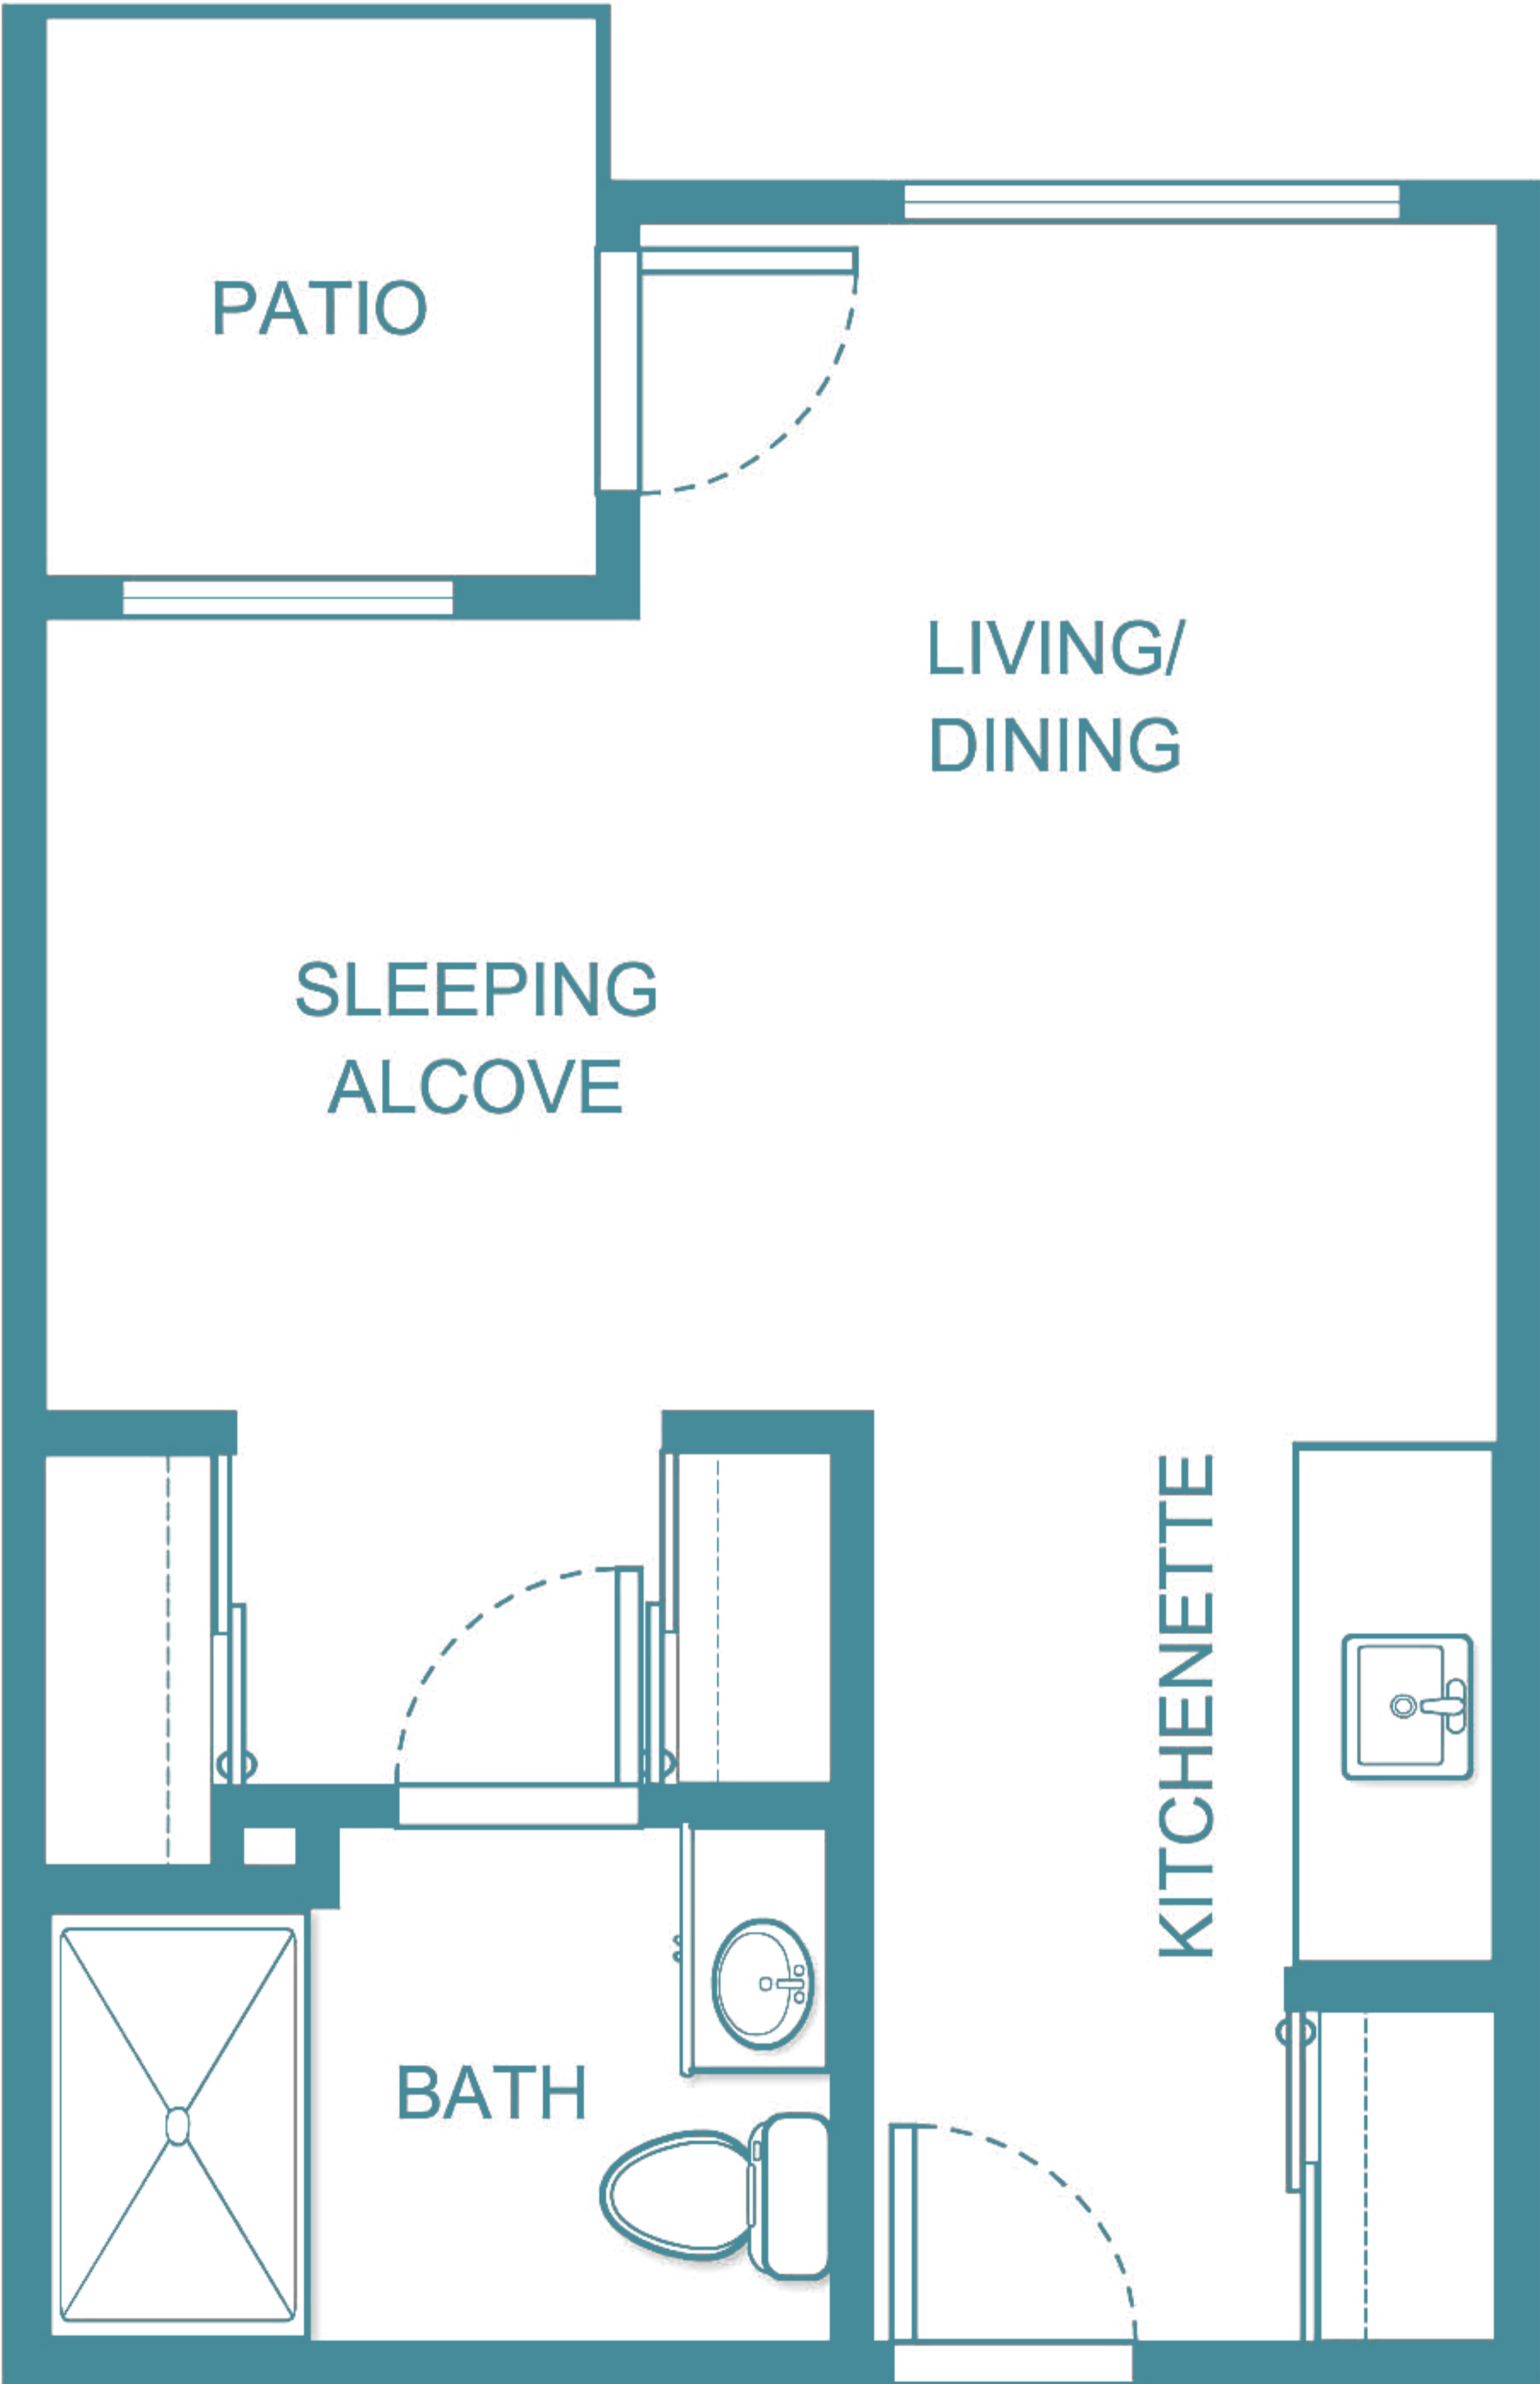 PATIO
LIVING/
DINING
SLEEPING
ALCOVE
KITCHENETTE
BATH